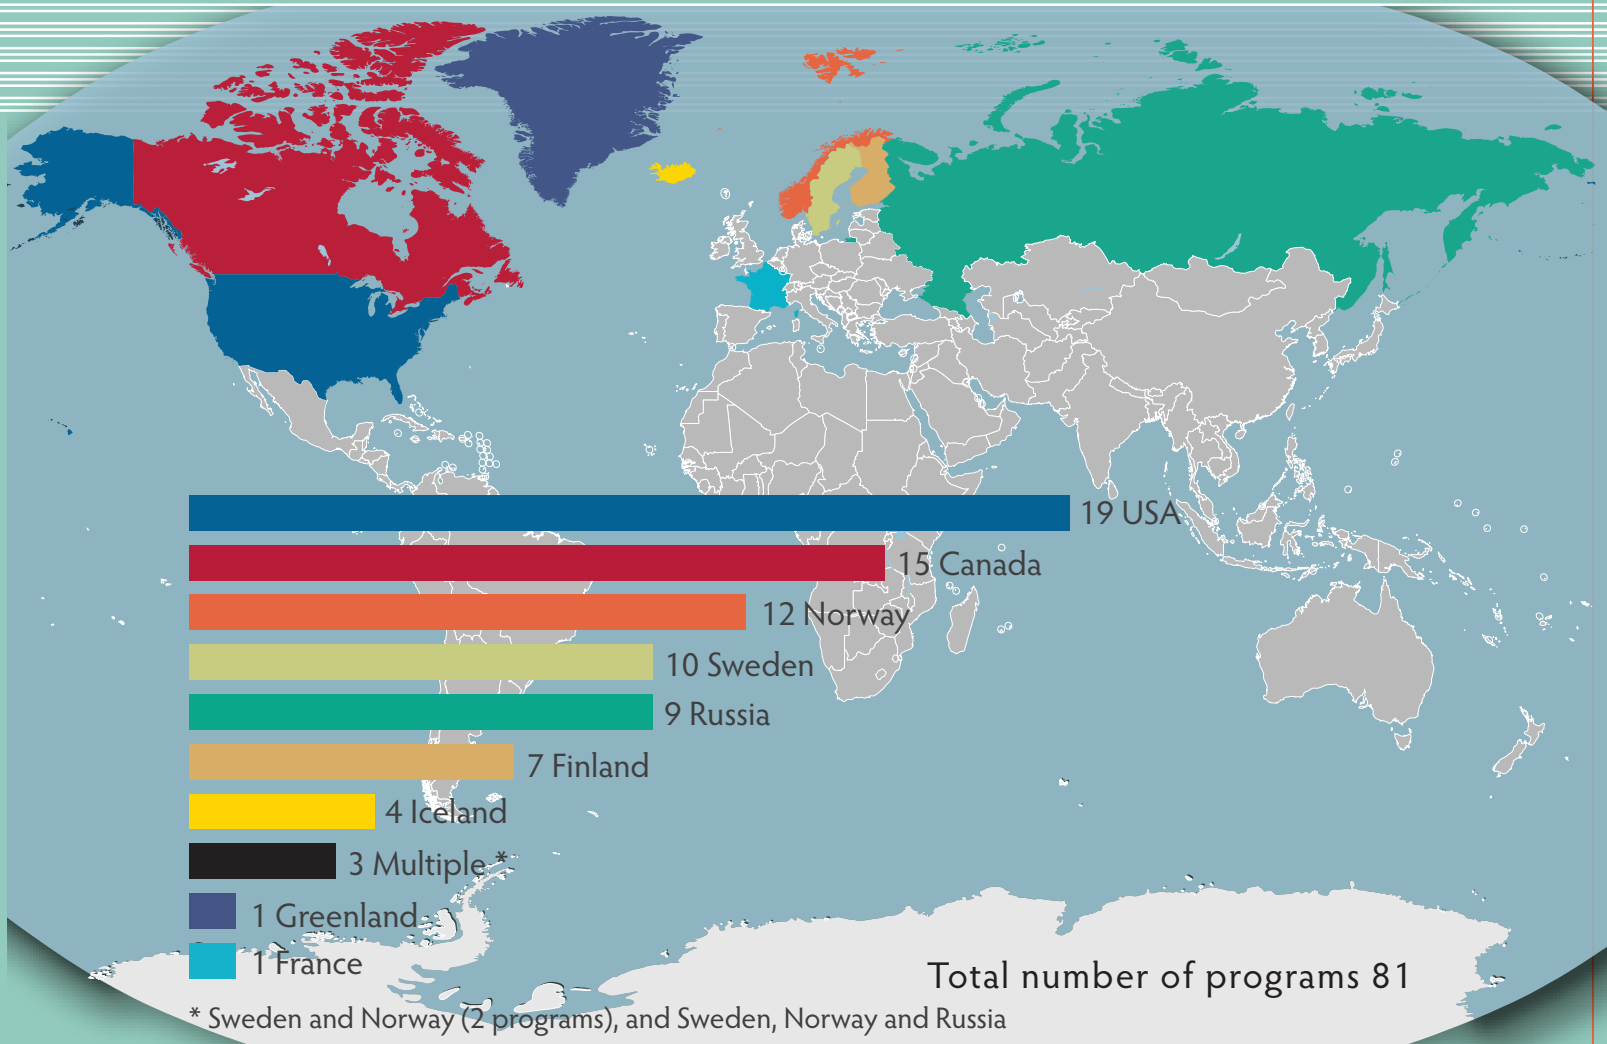 19 USA
15 Canada
12 Norway
10 Sweden
9 Russia
7 Finland
4 Iceland
3 Multiple *
1 Greenland
1 France
Total number of programs 81
* Sweden and Norway (2 programs), and Sweden, Norway and Russia